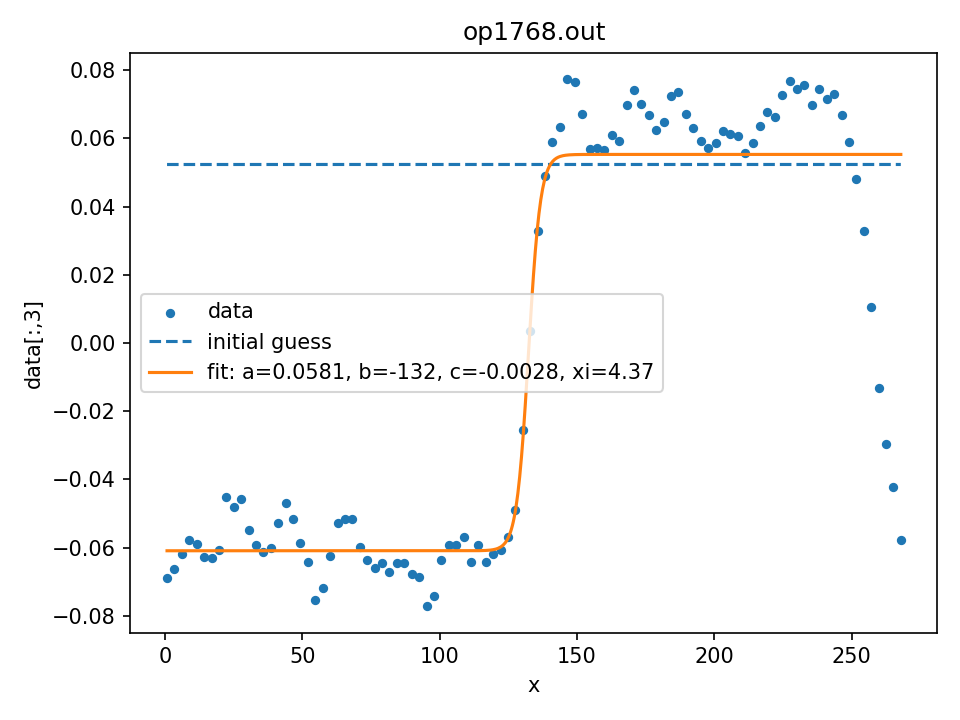 op1768.out
0.08
0.06
0.04
0.02
0.00
−0.02
−0.04
−0.06
−0.08
data[:,3]
data
initial guess
fit: a=0.0581, b=-132, c=-0.0028, xi=4.37
0 50 100 150 200 250
x